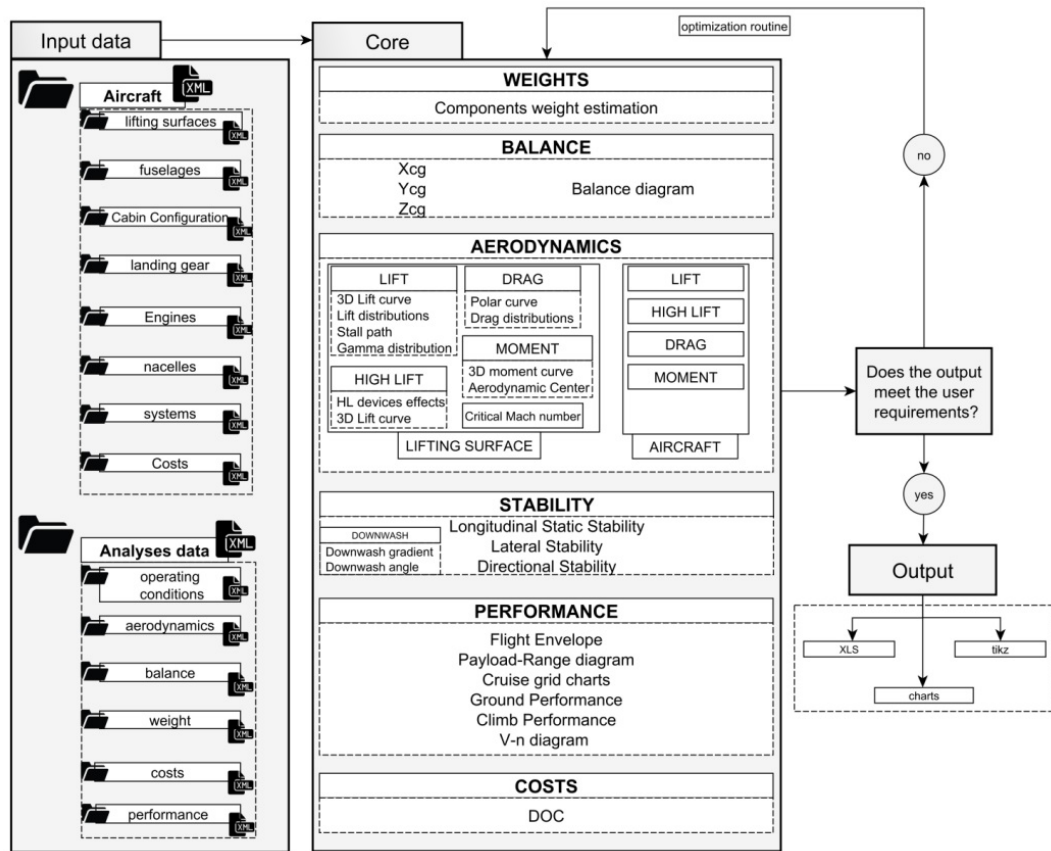 Input data
Aircraft
XML
lifting surfaces
XML
fuselages
XML
Cabin Configuration
XML
landing gear
XML
Engines
XML
nacelles
XML
systems
XML
Costs
XML
Analyses data
XML
operating
conditions
XML
aerodynamics
XML
balance
XML
weight
XML
costs
XML
performance
XML
Core
WEIGHTS
Components weight estimation
BALANCE
Xcg
Ycg
Zcg
Balance diagram
AERODYNAMICS
LIFT
3D Lift curve
Lift distributions
Stall path
Gamma distribution
HIGH LIFT
HL devices effects
3D Lift curve
DRAG
Polar curve
Drag distributions
MOMENT
3D moment curve
Aerodynamic Center
Critical Mach number
LIFTING SURFACE
LIFT
HIGH LIFT
DRAG
MOMENT
AIRCRAFT
STABILITY
DOWNWASH
Downwash gradient
Downwash angle
Longitudinal Static Stability
Lateral Stability
Directional Stability
PERFORMANCE
Flight Envelope
Payload-Range diagram
Cruise grid charts
Ground Performance
Climb Performance
V-n diagram
COSTS
DOC
optimization routine
no
Does the output
meet the user
requirements?
yes
Output
XLS
tikz
charts